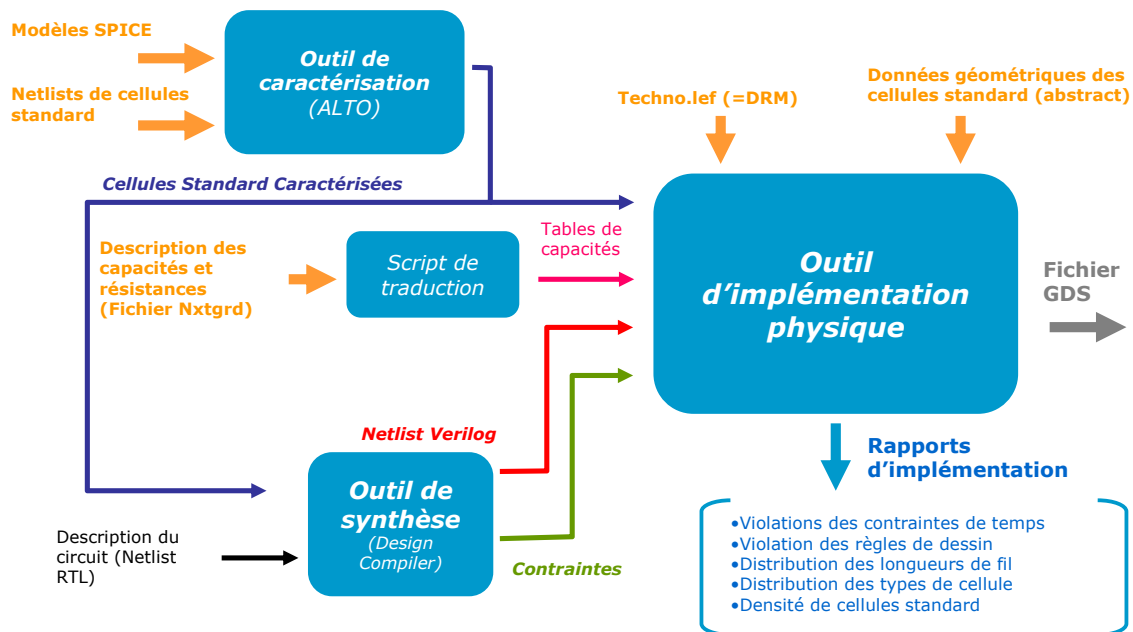 Modèles SPICE
Netlists de cellules
standard
Outil de
caractérisation
(ALTO)
Techno.lef (=DRM)
Données géométriques des
cellules standard (abstract)
Cellules Standard Caractérisées
Description des
capacités et
résistances
(Fichier Nxtgrd)
Script de
traduction
Tables de
capacités
Outil
d’implémentation
physique
Fichier
GDS
Netlist Verilog
Outil de
synthèse
(Design
Compiler)
Description du
circuit (Netlist
RTL)
Contraintes
Rapports
d’implémentation
•Violations des contraintes de temps
•Violation des règles de dessin
•Distribution des longueurs de fil
•Distribution des types de cellule
•Densité de cellules standard